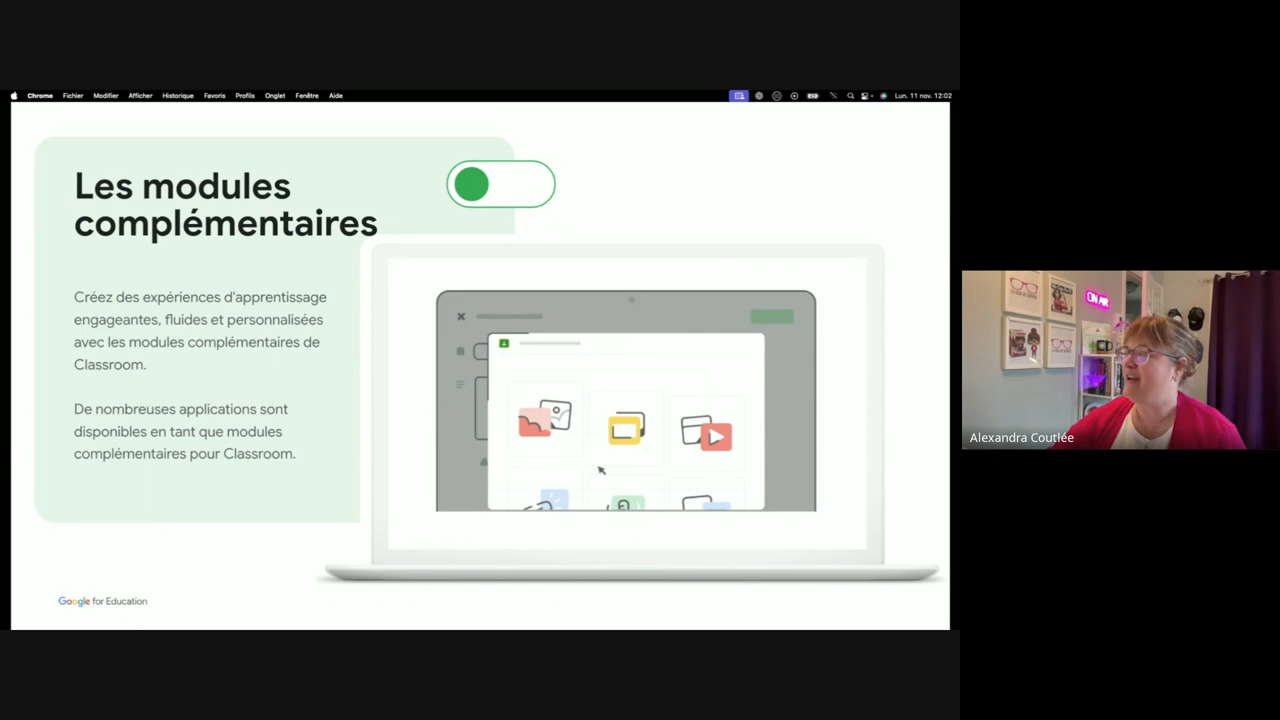 Chrome Fichier Modifier Afficher Historique Favoris Profils Onglet Fenêtre Aide
Lun. 11 nov. 12:02
Les modules
complémentaires
Créez des expériences d'apprentissage
engageantes, fluides et personnalisées
avec les modules complémentaires de
Classroom.
De nombreuses applications sont
disponibles en tant que modules
complémentaires pour Classroom.
Google for Education
ON AIR
Alexandra Coutlée